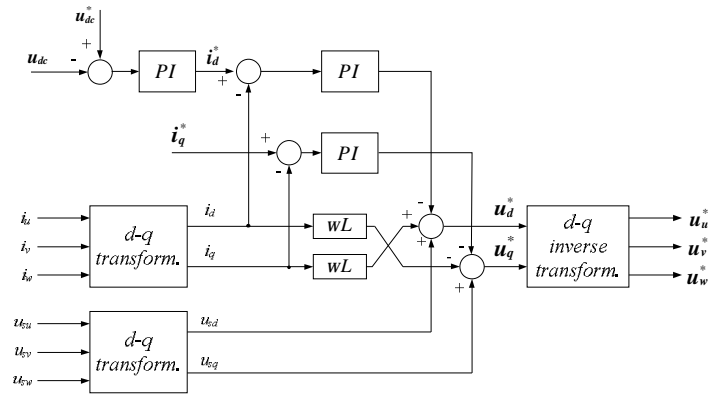 u*dc
+
udc
-
PI
i*d
+
-
PI
i*q
+
-
PI
iu
iv
iw
d-q
transform.
id
iq
wL
wL
-
+
+
u*d
-
-
+
u*q
d-q
inverse
transform.
u*u
u*v
u*w
usu
usv
usw
d-q
transform.
usd
usq